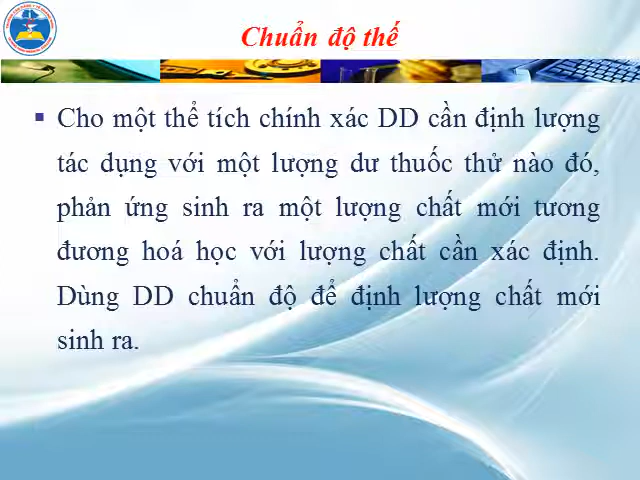 Chuẩn độ thế
Cho một thể tích chính xác DD cần định lượng
tác dụng với một lượng dư thuốc thử nào đó,
phản ứng sinh ra một lượng chất mới tương
đương hoá học với lượng chất cần xác định.
Dùng DD chuẩn độ để định lượng chất mới
sinh ra.